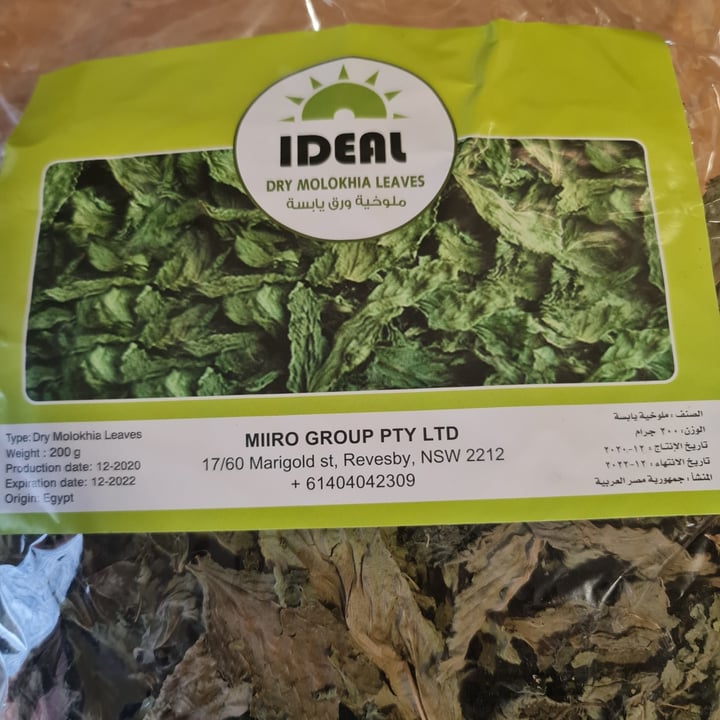 IDEAL
DRY MOLOKHIA LEAVES
ملوخية ورق يابسة
Type: Dry Molokhia Leaves
Weight : 200 g
Production date: 12-2020
Expiration date: 12-2022
Origin: Egypt
MIIRO GROUP PTY LTD
17/60 Marigold st, Revesby, NSW 2212
+ 61404042309
الصنف : ملوخية يابسة
الوزن: ٢٠٠ جرام
تاريخ الإنتاج : ١٢-٢٠٢٠
تاريخ الانتهاء : ١٢-٢٠٢٢
المنشأ : جمهورية مصر العربية